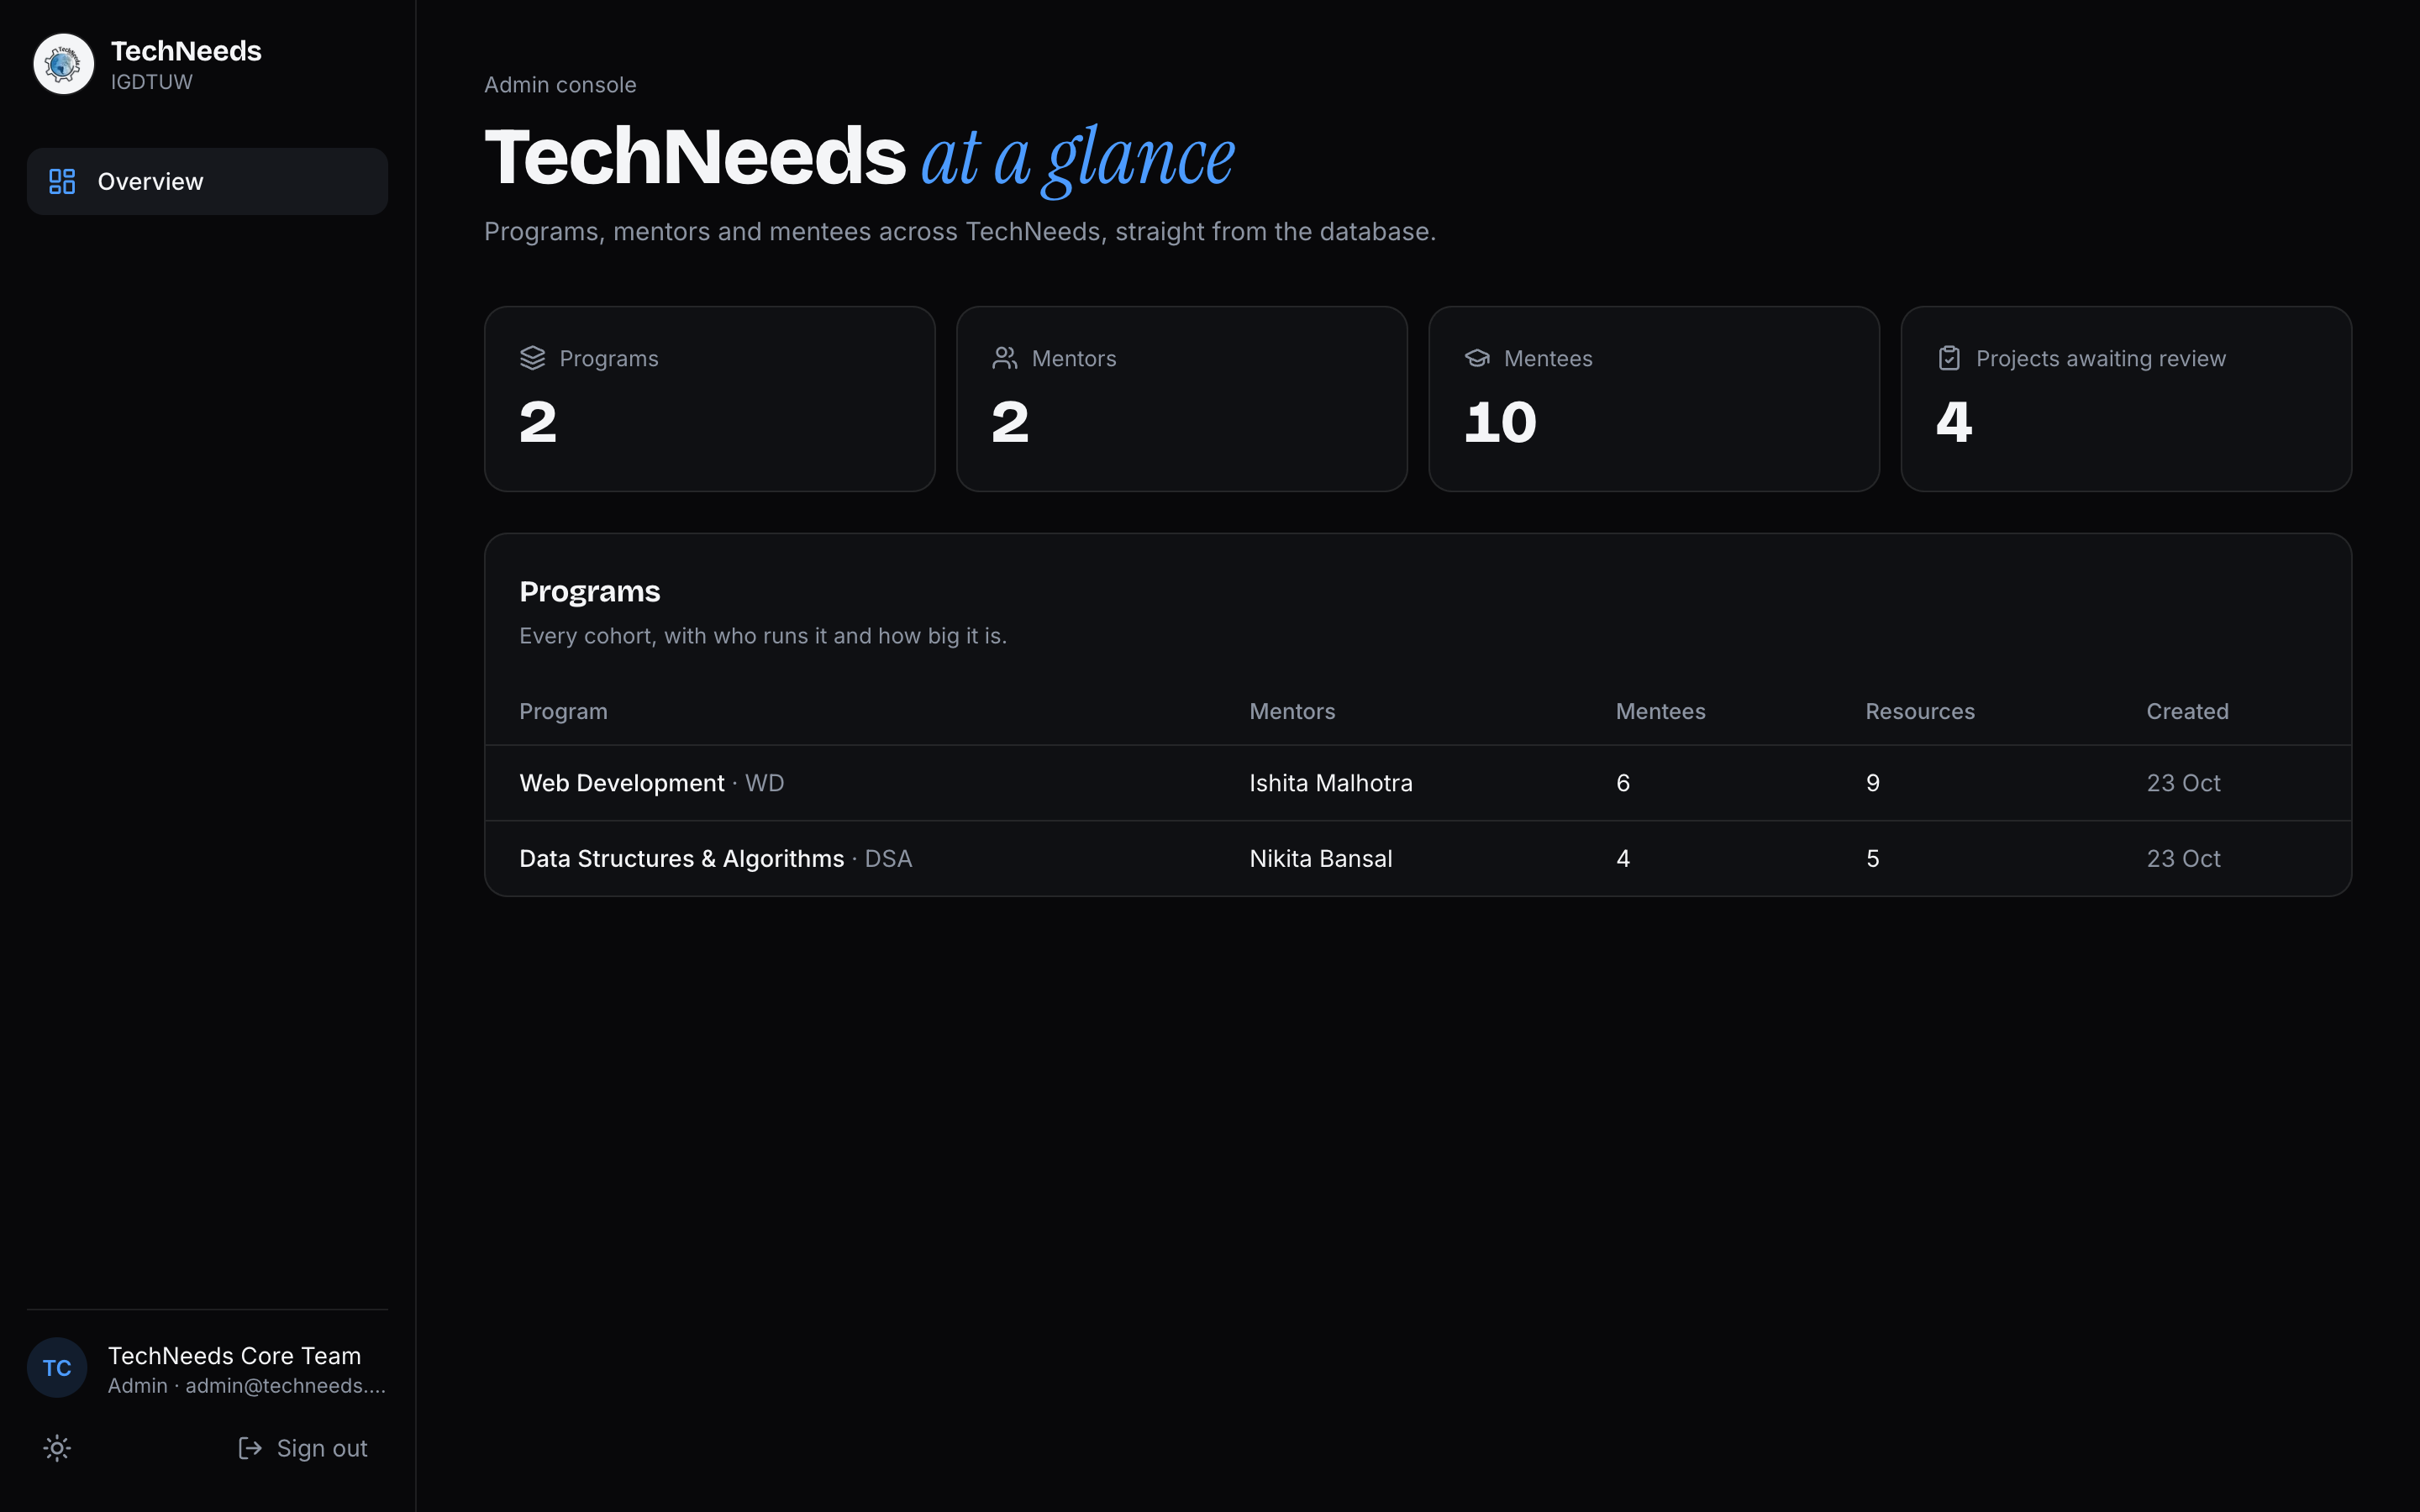 TechNeeds
IGDTUW
Overview
Admin console
TechNeeds at a glance
Programs, mentors and mentees across TechNeeds, straight from the database.
Programs
2
Mentors
2
Mentees
10
Projects awaiting review
4
Programs
Every cohort, with who runs it and how big it is.
Program Mentors Mentees Resources Created
Web Development · WD Ishita Malhotra 6 9 23 Oct
Data Structures & Algorithms · DSA Nikita Bansal 4 5 23 Oct
TC
TechNeeds Core Team
Admin · admin@techneeds....
Sign out